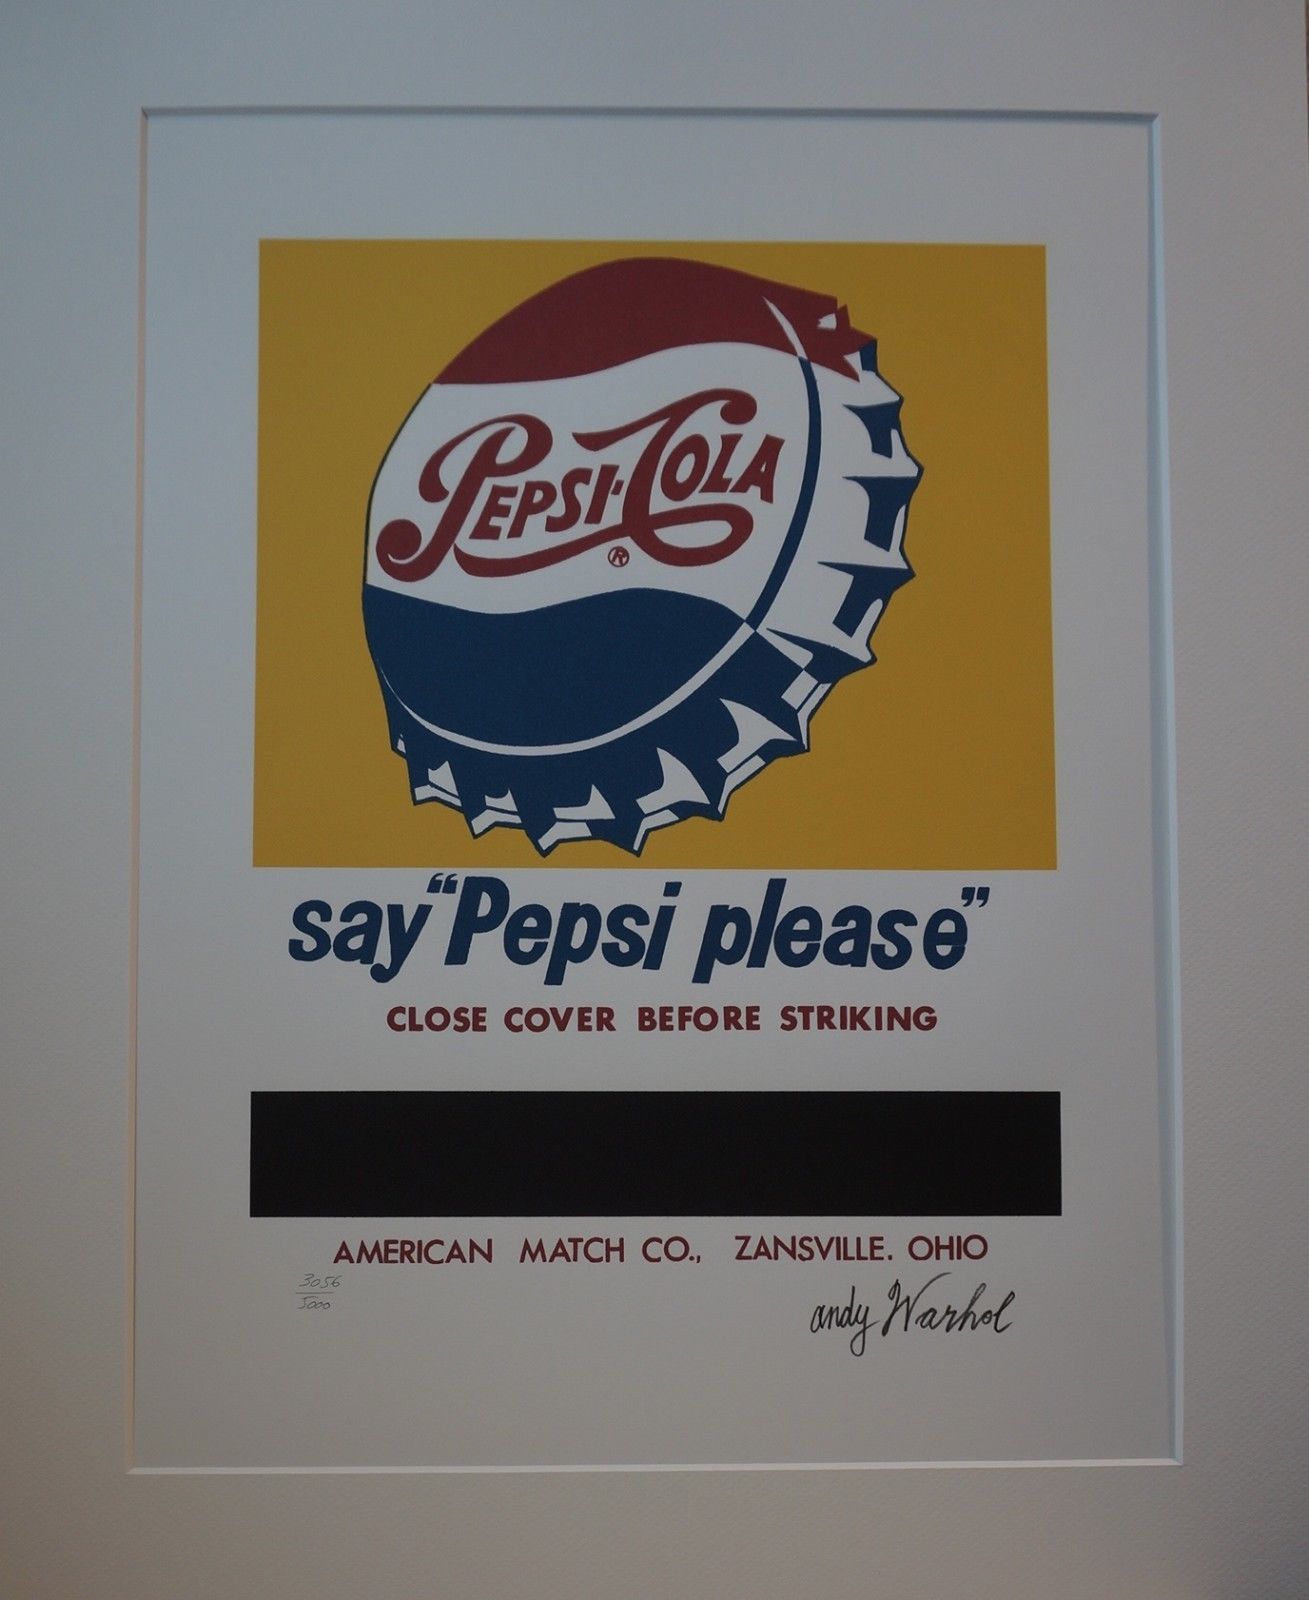 PEPSI-COLA
®
say "Pepsi please"
CLOSE COVER BEFORE STRIKING
AMERICAN MATCH CO., ZANSVILLE. OHIO
3056
5000
andy Warhol